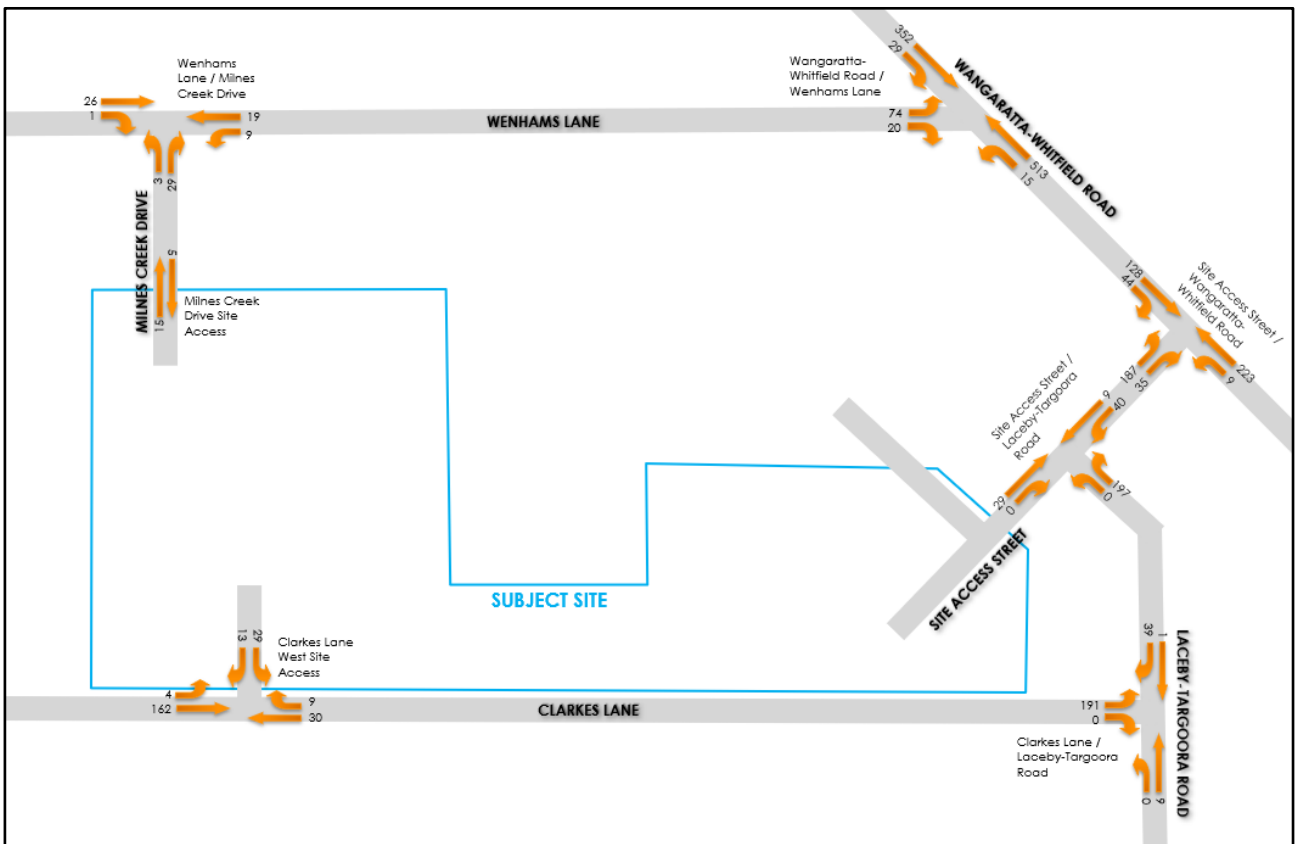 352
29
Wenhams
Lane / Milnes
Creek Drive
Wangaratta-
Whitfield Road /
Wenhams Lane
WANGARATTA-WHITFIELD ROAD
26
1
19
9
WENHAMS LANE
74
20
513
15
3
29
MILNES CREEK DRIVE
5
15
Milnes Creek
Drive Site
Access
128
44
Site Access Street /
Wangaratta-
Whitfield Road
223
9
187
35
9
40
Site Access Street /
Laceby-Targoora
Road
29
0
197
0
SITE ACCESS STREET
SUBJECT SITE
13
29
Clarkes Lane
West Site
Access
4
162
9
30
CLARKES LANE
39
1
LACEBY-TARGOORA ROAD
191
0
Clarkes Lane /
Laceby-Targoora
Road
0
9